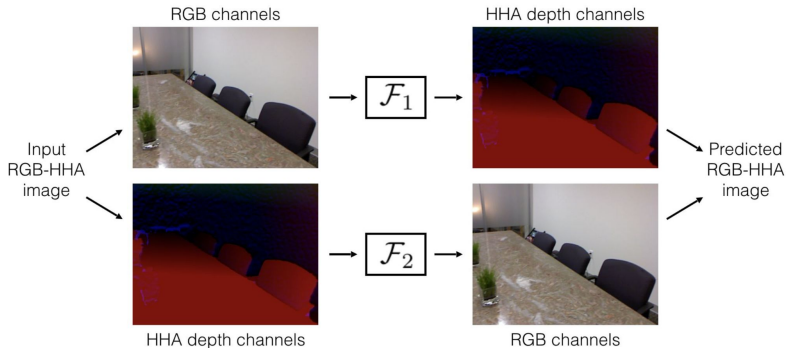 RGB channels
HHA depth channels
F1
Input
RGB-HHA
image
Predicted
RGB-HHA
image
F2
HHA depth channels
RGB channels